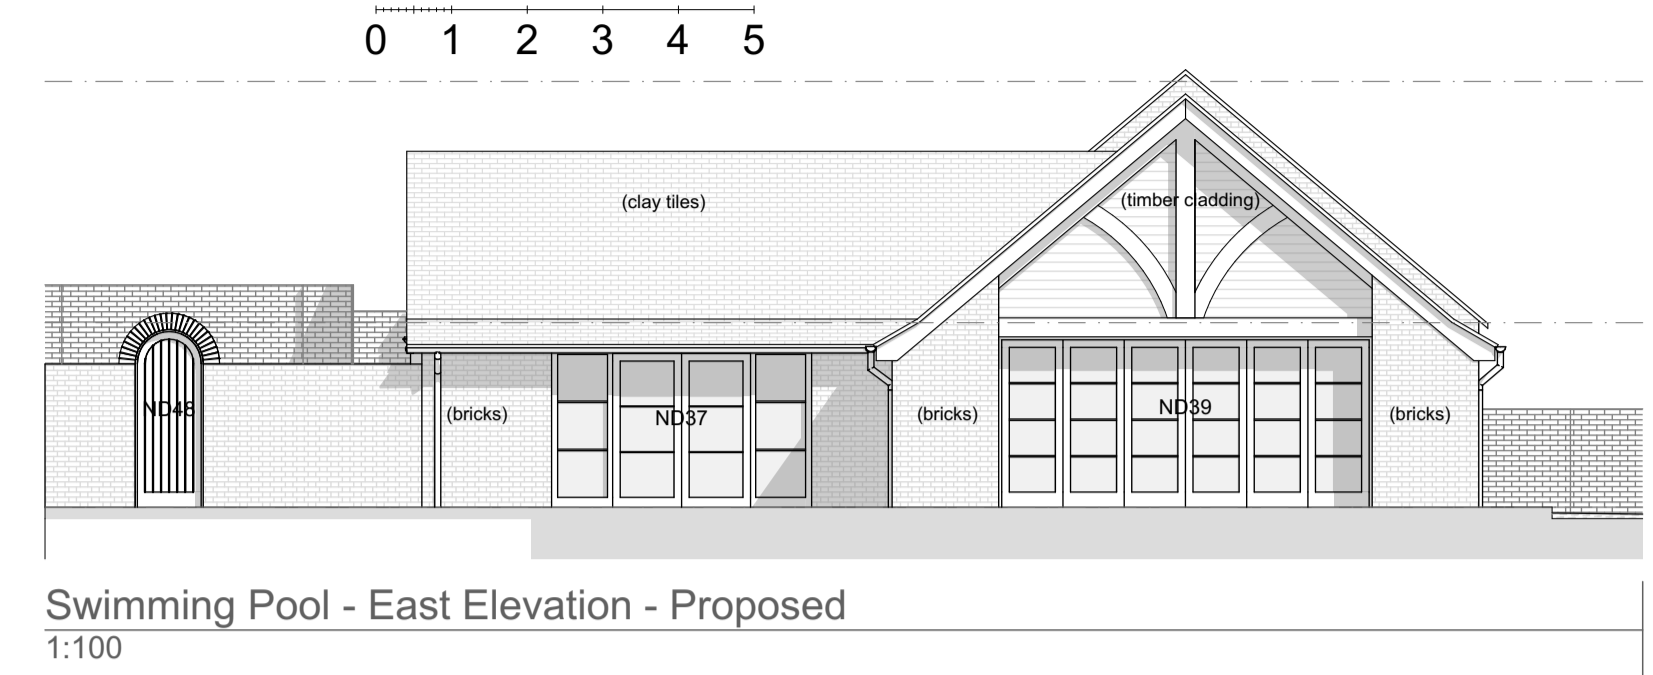 0 1 2 3 4 5
(clay tiles)
(timber cladding)
ND48
(bricks)
ND37
(bricks)
ND39
(bricks)
Swimming Pool - East Elevation - Proposed
1:100